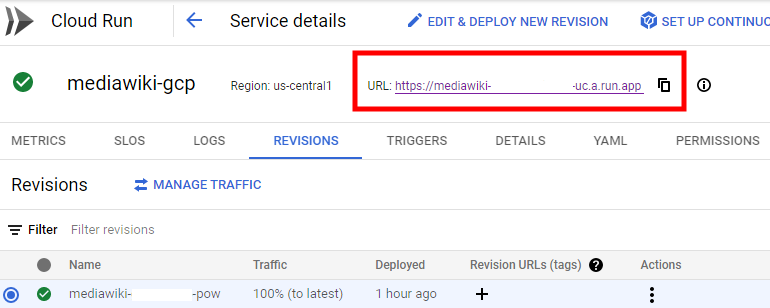 Cloud Run
Service details
EDIT & DEPLOY NEW REVISION
SET UP CONTINUO
mediawiki-gcp
Region: us-central1
URL: https://mediawiki- -uc.a.run.app
METRICS
SLOS
LOGS
REVISIONS
TRIGGERS
DETAILS
YAML
PERMISSIONS
Revisions
MANAGE TRAFFIC
Filter
Filter revisions
Name
Traffic
Deployed
Revision URLs (tags)
Actions
mediawiki- -pow
100% (to latest)
1 hour ago